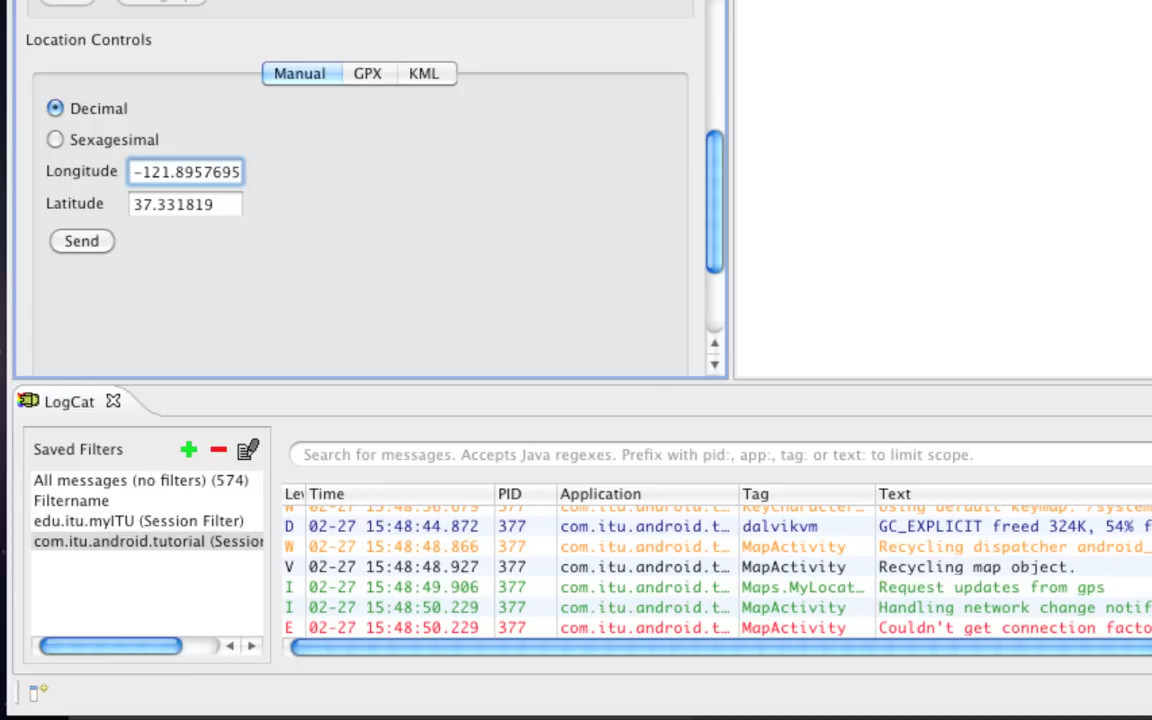 Location Controls
Manual GPX KML
Decimal
Sexagesimal
Longitude -121.8957695
Latitude 37.331819
Send
LogCat
Saved Filters
Search for messages. Accepts Java regexes. Prefix with pid:, app:, tag: or text: to limit scope.
All messages (no filters) (574)
Filtername
edu.itu.myITU (Session Filter)
com.itu.android.tutorial (Session
Lev Time PID Application Tag Text
D 02-27 15:48:44.872 377 com.itu.android.t… dalvikvm GC_EXPLICIT freed 324K, 54% f
W 02-27 15:48:48.866 377 com.itu.android.t… MapActivity Recycling dispatcher android_
V 02-27 15:48:48.927 377 com.itu.android.t… MapActivity Recycling map object.
I 02-27 15:48:49.906 377 com.itu.android.t… Maps.MyLocat… Request updates from gps
I 02-27 15:48:50.229 377 com.itu.android.t… MapActivity Handling network change notif
E 02-27 15:48:50.229 377 com.itu.android.t… MapActivity Couldn't get connection facto